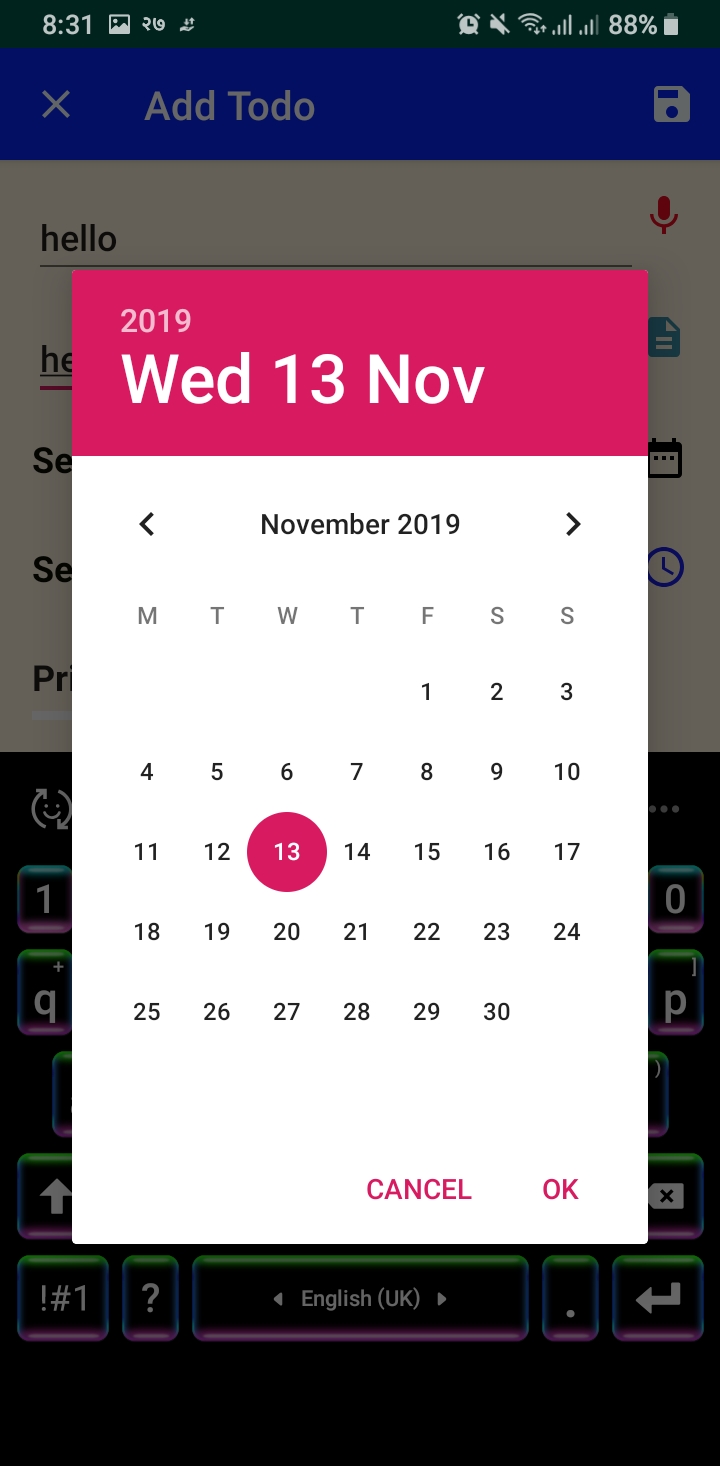 8:31 २७ 88%
Add Todo
hello
2019
Wed 13 Nov
he
Se
November 2019
Se
M T W T F S S
Pri
1 2 3
4 5 6 7 8 9 10
11 12 13 14 15 16 17
18 19 20 21 22 23 24
25 26 27 28 29 30
1 0
+ ]
q p
)
CANCEL OK
!#1 ? English (UK) .